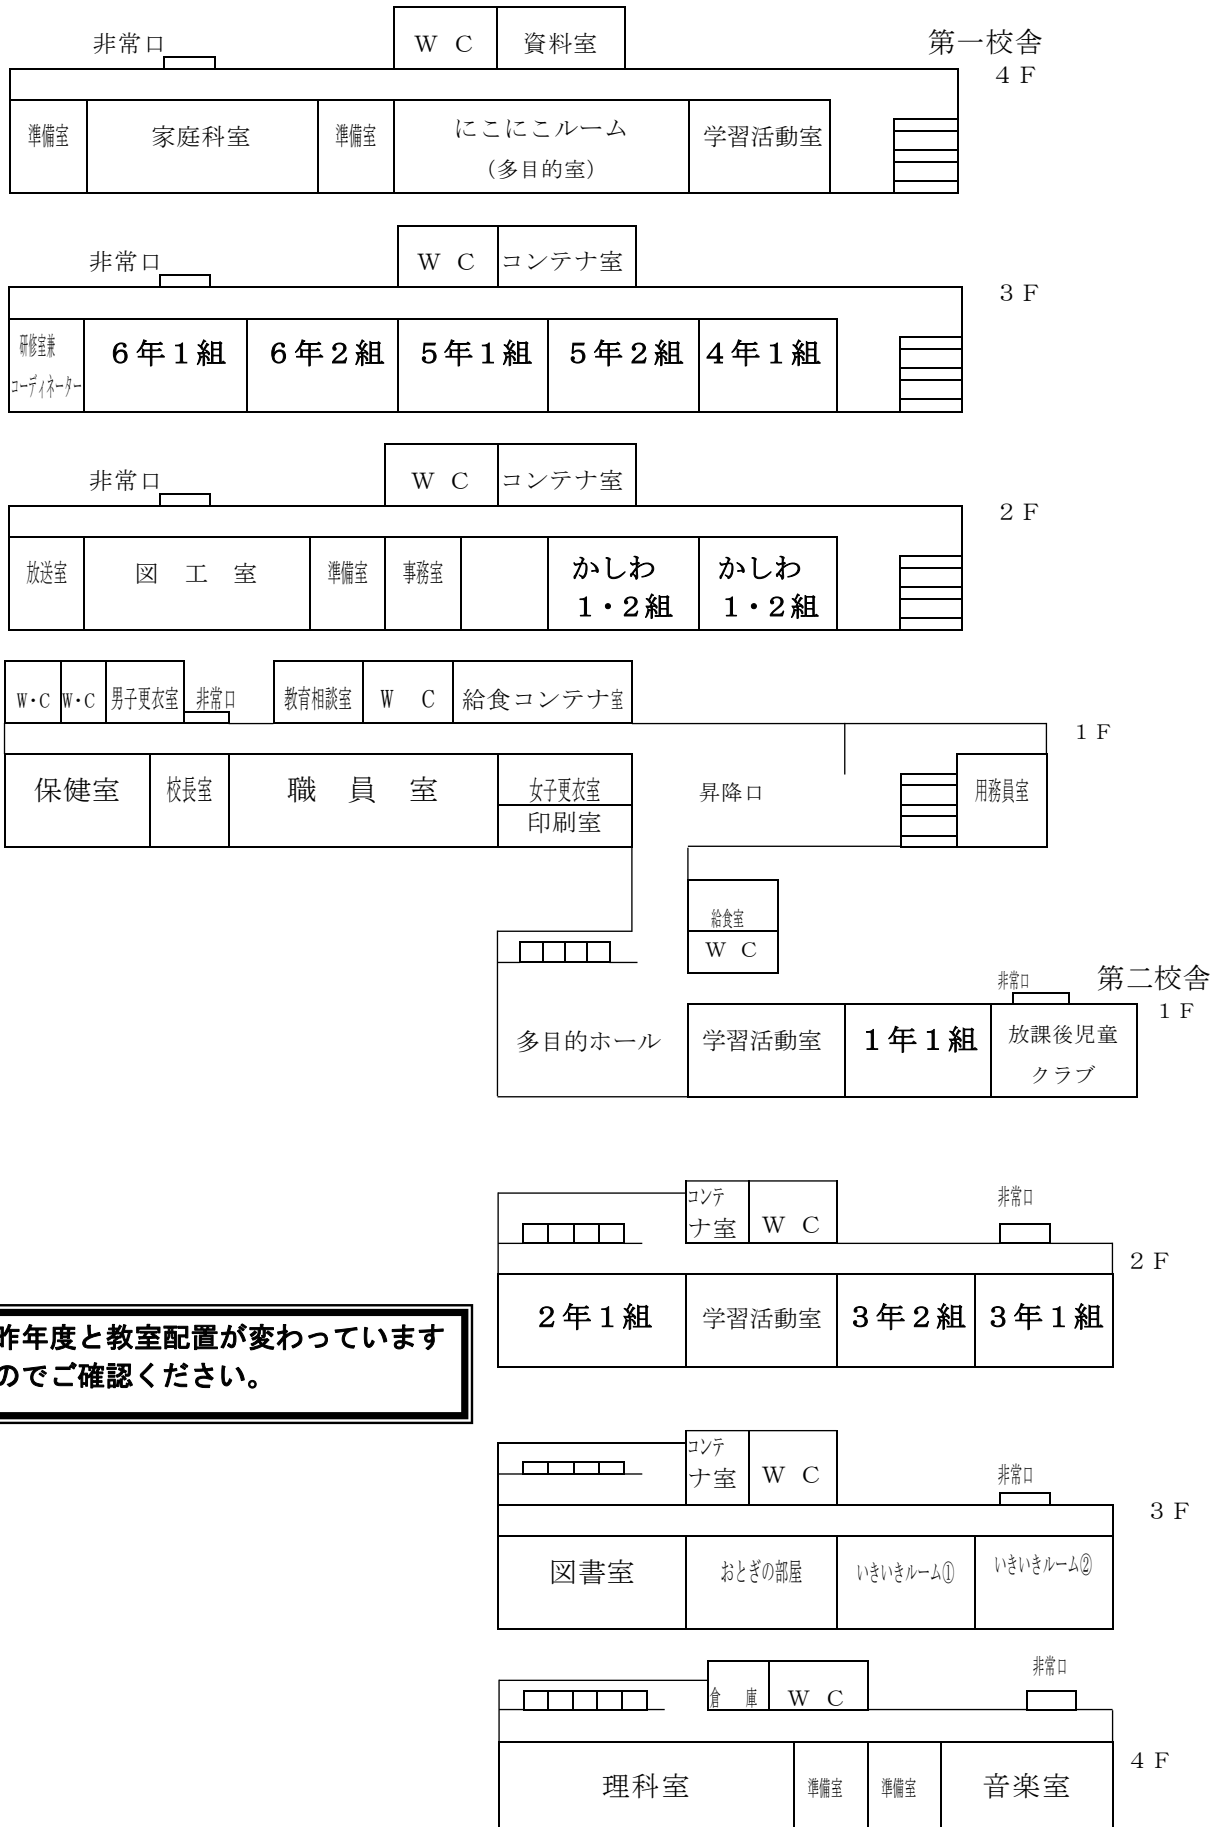 非常口
Ｗ Ｃ
資料室
第一校舎
４Ｆ
準備室
家庭科室
準備室
にこにこルーム
（多目的室）
学習活動室
非常口
Ｗ Ｃ
コンテナ室
３Ｆ
研修室兼
コーディネーター
６年１組
６年２組
５年１組
５年２組
４年１組
非常口
Ｗ Ｃ
コンテナ室
２Ｆ
放送室
図 工 室
準備室
事務室
かしわ
１・２組
かしわ
１・２組
W・C
W・C
男子更衣室
非常口
教育相談室
Ｗ Ｃ
給食コンテナ室
１Ｆ
保健室
校長室
職 員 室
女子更衣室
印刷室
昇降口
用務員室
給食室
Ｗ Ｃ
非常口
第二校舎
１Ｆ
多目的ホール
学習活動室
１年１組
放課後児童
クラブ
コンテ
ナ室
Ｗ Ｃ
非常口
２Ｆ
２年１組
学習活動室
３年２組
３年１組
昨年度と教室配置が変わっています
のでご確認ください。
コンテ
ナ室
Ｗ Ｃ
非常口
３Ｆ
図書室
おとぎの部屋
いきいきルーム①
いきいきルーム②
倉 庫
Ｗ Ｃ
非常口
４Ｆ
理科室
準備室
準備室
音楽室